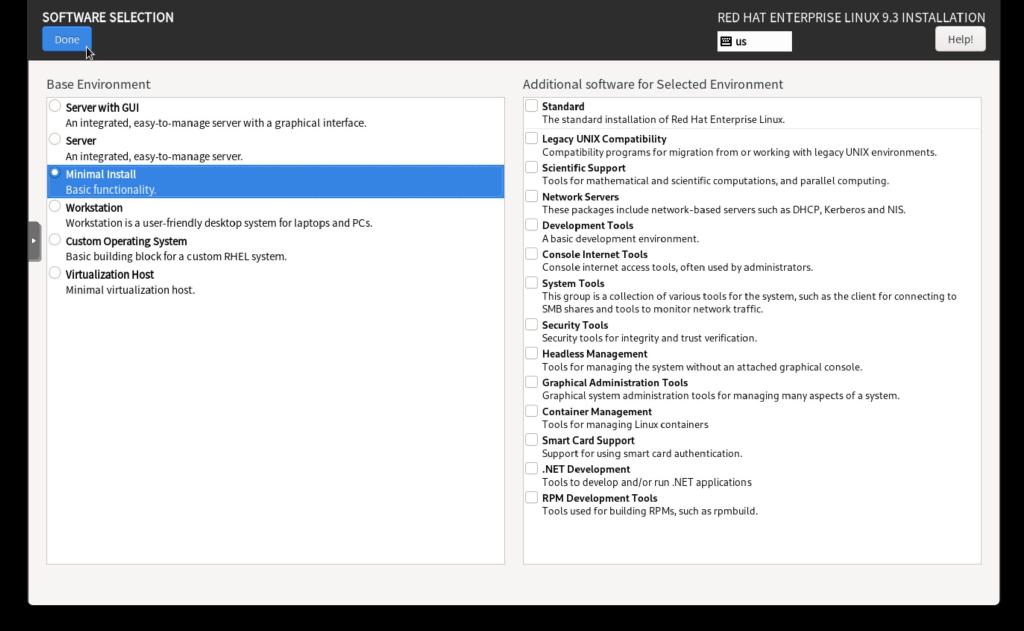 SOFTWARE SELECTION
RED HAT ENTERPRISE LINUX 9.3 INSTALLATION
Done
us
Help!
Base Environment
Server with GUI
An integrated, easy-to-manage server with a graphical interface.
Server
An integrated, easy-to-manage server.
Minimal Install
Basic functionality.
Workstation
Workstation is a user-friendly desktop system for laptops and PCs.
Custom Operating System
Basic building block for a custom RHEL system.
Virtualization Host
Minimal virtualization host.
Additional software for Selected Environment
Standard
The standard installation of Red Hat Enterprise Linux.
Legacy UNIX Compatibility
Compatibility programs for migration from or working with legacy UNIX environments.
Scientific Support
Tools for mathematical and scientific computations, and parallel computing.
Network Servers
These packages include network-based servers such as DHCP, Kerberos and NIS.
Development Tools
A basic development environment.
Console Internet Tools
Console internet access tools, often used by administrators.
System Tools
This group is a collection of various tools for the system, such as the client for connecting to
SMB shares and tools to monitor network traffic.
Security Tools
Security tools for integrity and trust verification.
Headless Management
Tools for managing the system without an attached graphical console.
Graphical Administration Tools
Graphical system administration tools for managing many aspects of a system.
Container Management
Tools for managing Linux containers
Smart Card Support
Support for using smart card authentication.
.NET Development
Tools to develop and/or run .NET applications
RPM Development Tools
Tools used for building RPMs, such as rpmbuild.